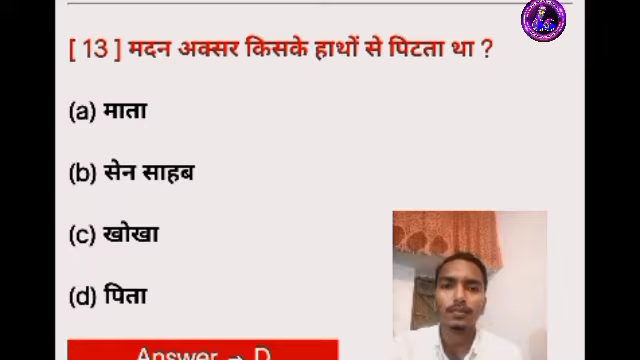 [ 13 ] मदन अक्सर किसके हाथों से पिटता था ?
(a) माता
(b) सेन साहब
(c) खोखा
(d) पिता
Answer → D